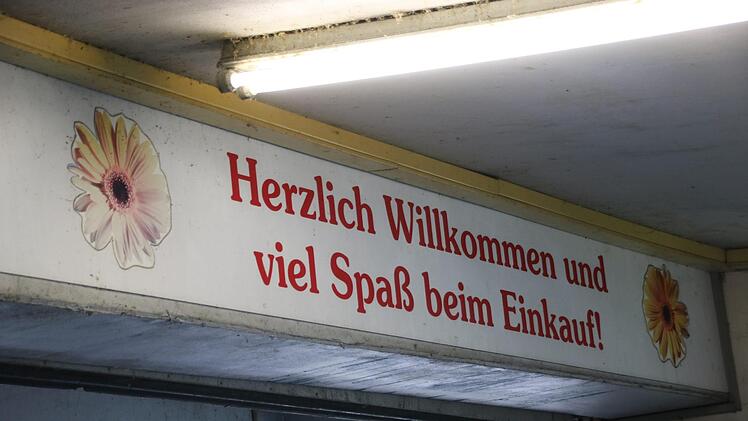 Herzlich Willkommen und
viel Spaß beim Einkauf!